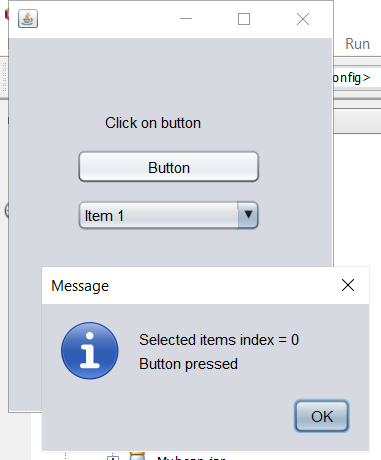 Run
onfig>
Click on button
Button
Item 1
Message
Selected items index = 0
Button pressed
OK